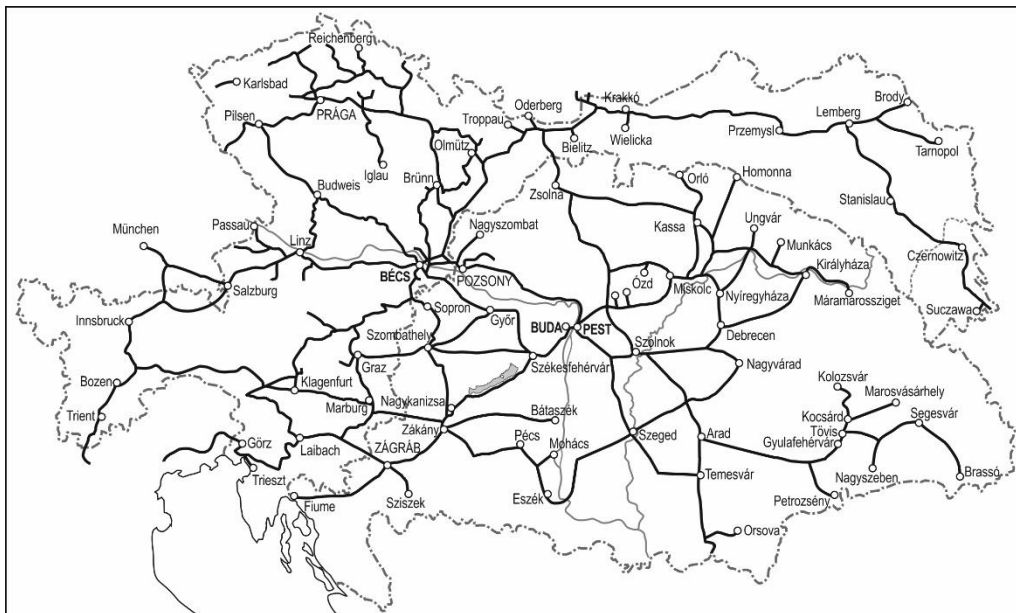 Reichenberg
Karlsbad
PRÁGA
Pilsen
Iglau
Budweis
Troppau
Oderberg
Olmütz
Brünn
Bielitz
Krakkó
Wielicka
Przemysl
Lemberg
Brody
Tarnopol
Zsolna
Orló
Homonna
Stanislau
München
Passau
Linz
Nagyszombat
Kassa
Ungvár
Munkács
Királyháza
Czernowitz
BÉCS
POZSONY
Salzburg
Ózd
Miskolc
Nyíregyháza
Máramarossziget
Suczawa
Innsbruck
Sopron
Győr
Szombathely
BUDA
PEST
Szolnok
Debrecen
Graz
Székesfehérvár
Nagyvárad
Bozen
Klagenfurt
Marburg
Nagykanizsa
Kolozsvár
Marosvásárhely
Trient
Zákány
Bátaszék
Kocsárd
Segesvár
Görz
Laibach
ZÁGRÁB
Pécs
Mohács
Szeged
Arad
Tövis
Gyulafehérvár
Trieszt
Temesvár
Nagyszeben
Brassó
Fiume
Sziszek
Eszék
Petrozsény
Orsova